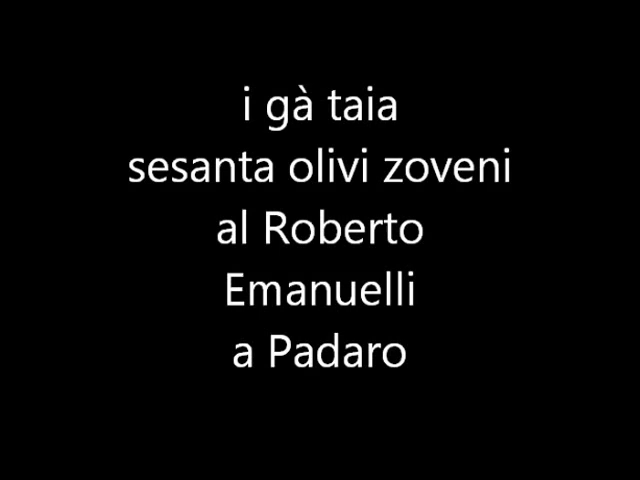 i gà taia
sesanta olivi zoveni
al Roberto
Emanuelli
a Padaro